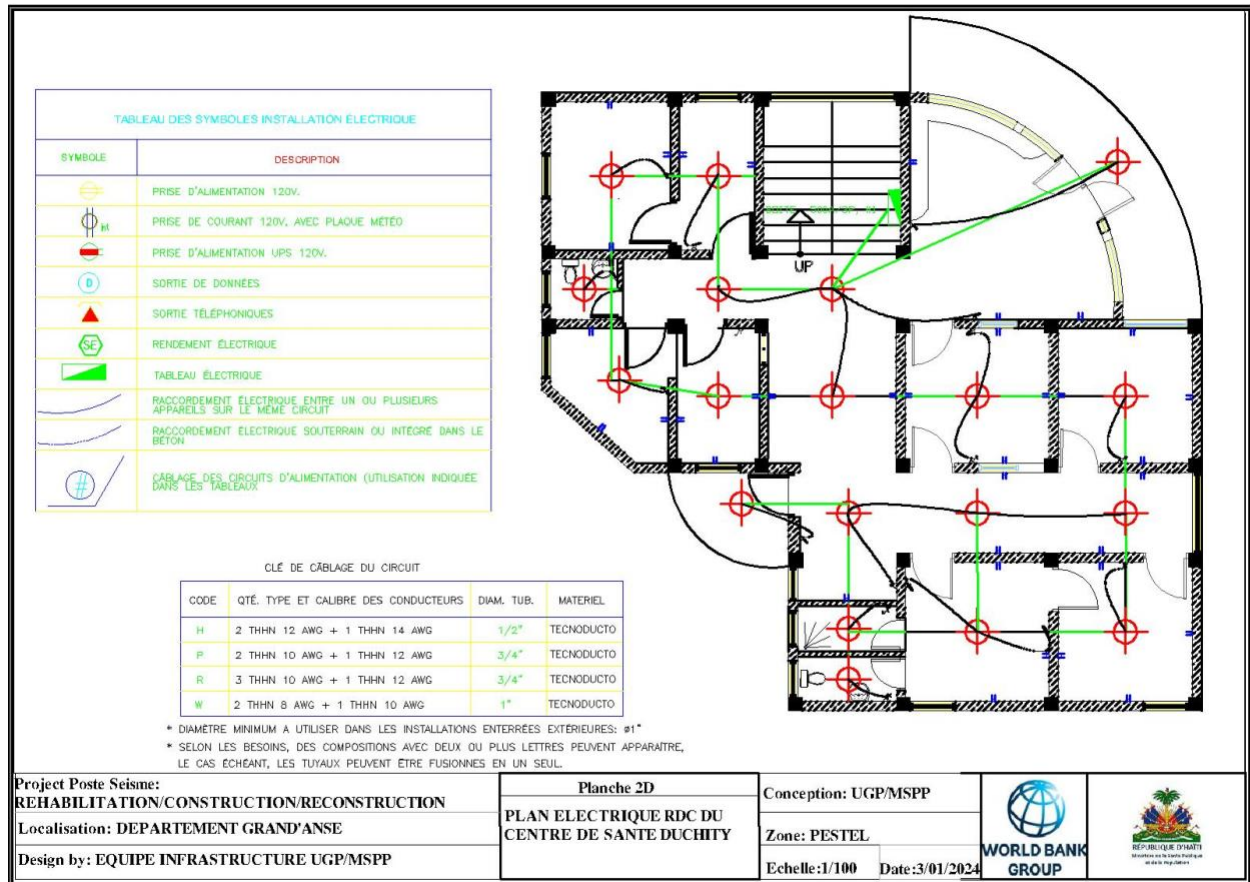 TABLEAU DES SYMBOLES INSTALLATION ÉLECTRIQUE
SYMBOLE DESCRIPTION
PRISE D'ALIMENTATION 120V.
PRISE DE COURANT 120V. AVEC PLAQUE MÉTÉO
PRISE D'ALIMENTATION UPS 120V.
D SORTIE DE DONNÉES
SORTIE TÉLÉPHONIQUES
SE RENDEMENT ÉLECTRIQUE
TABLEAU ÉLECTRIQUE
RACCORDEMENT ÉLECTRIQUE ENTRE UN OU PLUSIEURS
APPAREILS SUR LE MÊME CIRCUIT
RACCORDEMENT ÉLECTRIQUE SOUTERRAIN OU INTÉGRÉ DANS LE
BÉTON
CÂBLAGE DES CIRCUITS D'ALIMENTATION (UTILISATION INDIQUÉE
DANS LES TABLEAUX
UP
CLÉ DE CÂBLAGE DU CIRCUIT
CODE QTÉ. TYPE ET CALIBRE DES CONDUCTEURS DIAM. TUB. MATERIEL
H 2 THHN 12 AWG + 1 THHN 14 AWG 1/2" TECNODUCTO
P 2 THHN 10 AWG + 1 THHN 12 AWG 3/4" TECNODUCTO
R 3 THHN 10 AWG + 1 THHN 12 AWG 3/4" TECNODUCTO
W 2 THHN 8 AWG + 1 THHN 10 AWG 1" TECNODUCTO
* DIAMÈTRE MINIMUM A UTILISER DANS LES INSTALLATIONS ENTERRÉES EXTÉRIEURES: ø1"
* SELON LES BESOINS, DES COMPOSITIONS AVEC DEUX OU PLUS LETTRES PEUVENT APPARAÎTRE,
LE CAS ÉCHÉANT, LES TUYAUX PEUVENT ÊTRE FUSIONNES EN UN SEUL.
Project Poste Seisme:
REHABILITATION/CONSTRUCTION/RECONSTRUCTION
Localisation: DEPARTEMENT GRAND'ANSE
Design by: EQUIPE INFRASTRUCTURE UGP/MSPP
Planche 2D
PLAN ELECTRIQUE RDC DU
CENTRE DE SANTE DUCHITY
Conception: UGP/MSPP
Zone: PESTEL
Echelle:1/100 Date:3/01/2024
WORLD BANK
GROUP
RÉPUBLIQUE D'HAÏTI
Ministère de la Santé Publique
et de la Population